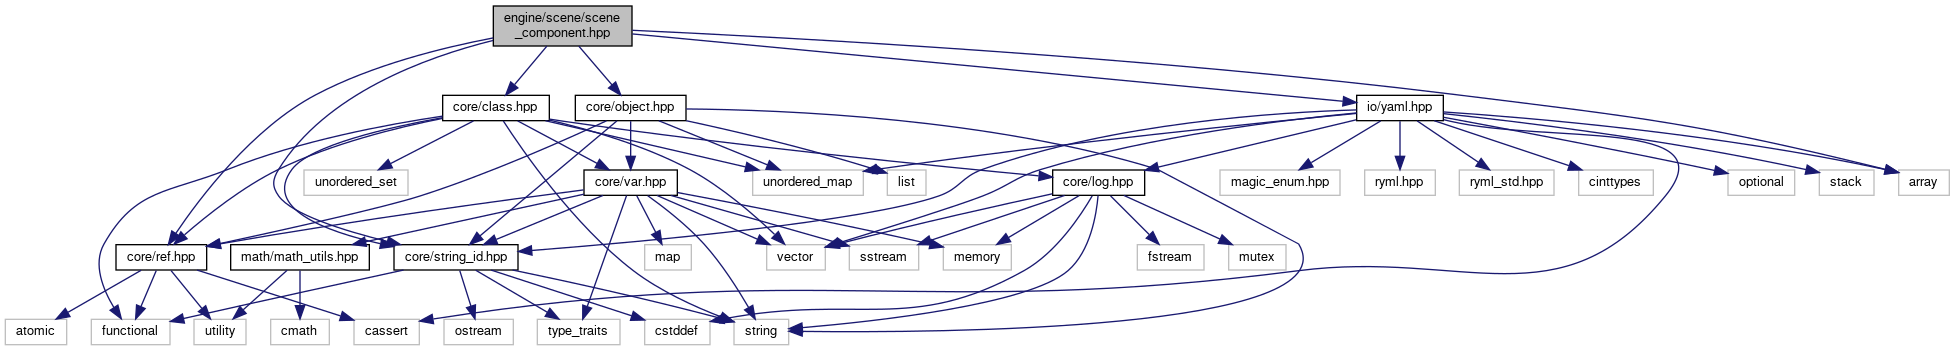 engine/scene/scene
_component.hpp
core/class.hpp
core/object.hpp
io/yaml.hpp
unordered_set
core/var.hpp
unordered_map
list
core/log.hpp
magic_enum.hpp
ryml.hpp
ryml_std.hpp
cinttypes
optional
stack
array
core/ref.hpp
math/math_utils.hpp
core/string_id.hpp
map
vector
sstream
memory
fstream
mutex
atomic
functional
utility
cmath
cassert
ostream
type_traits
cstddef
string